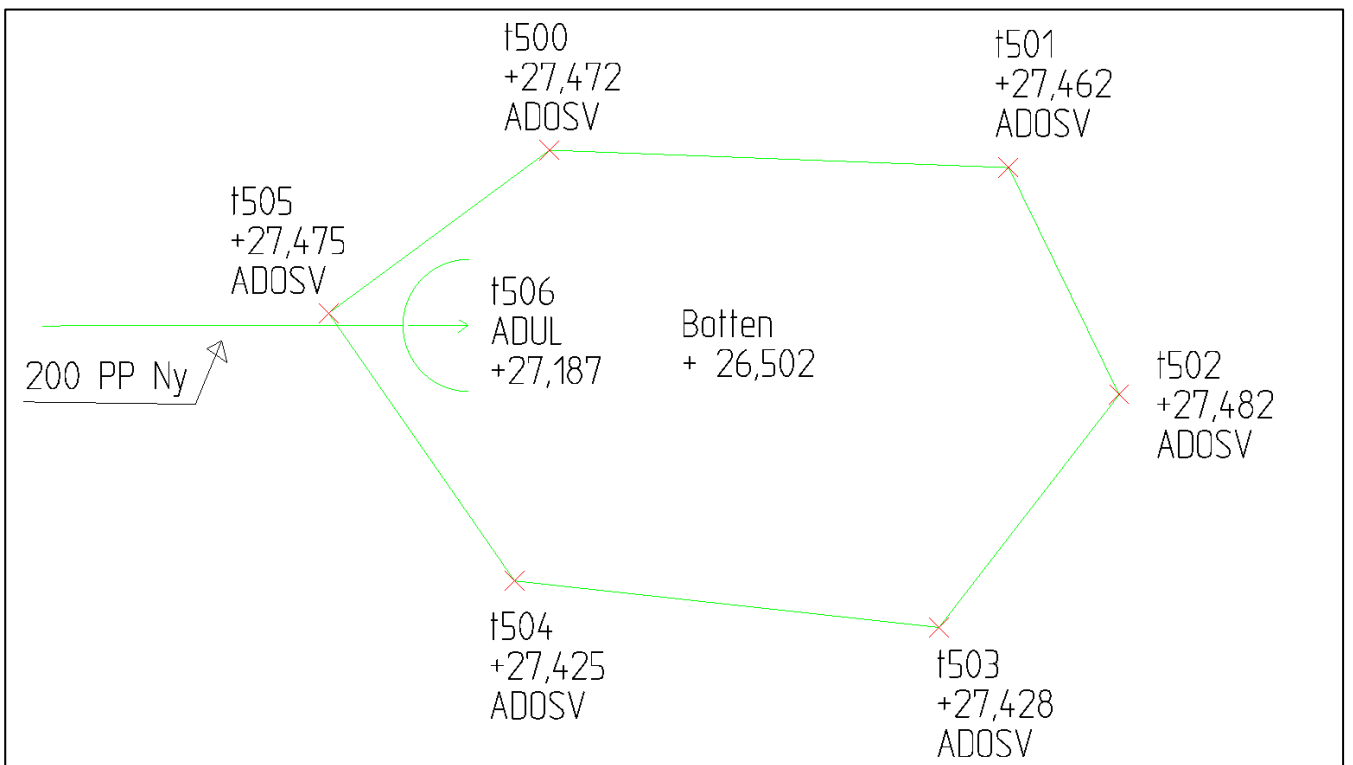 t500
+27,472
ADOSV
t501
+27,462
ADOSV
t505
+27,475
ADOSV
t506
ADUL
+27,187
Botten
+ 26,502
200 PP Ny
t502
+27,482
ADOSV
t504
+27,425
ADOSV
t503
+27,428
ADOSV